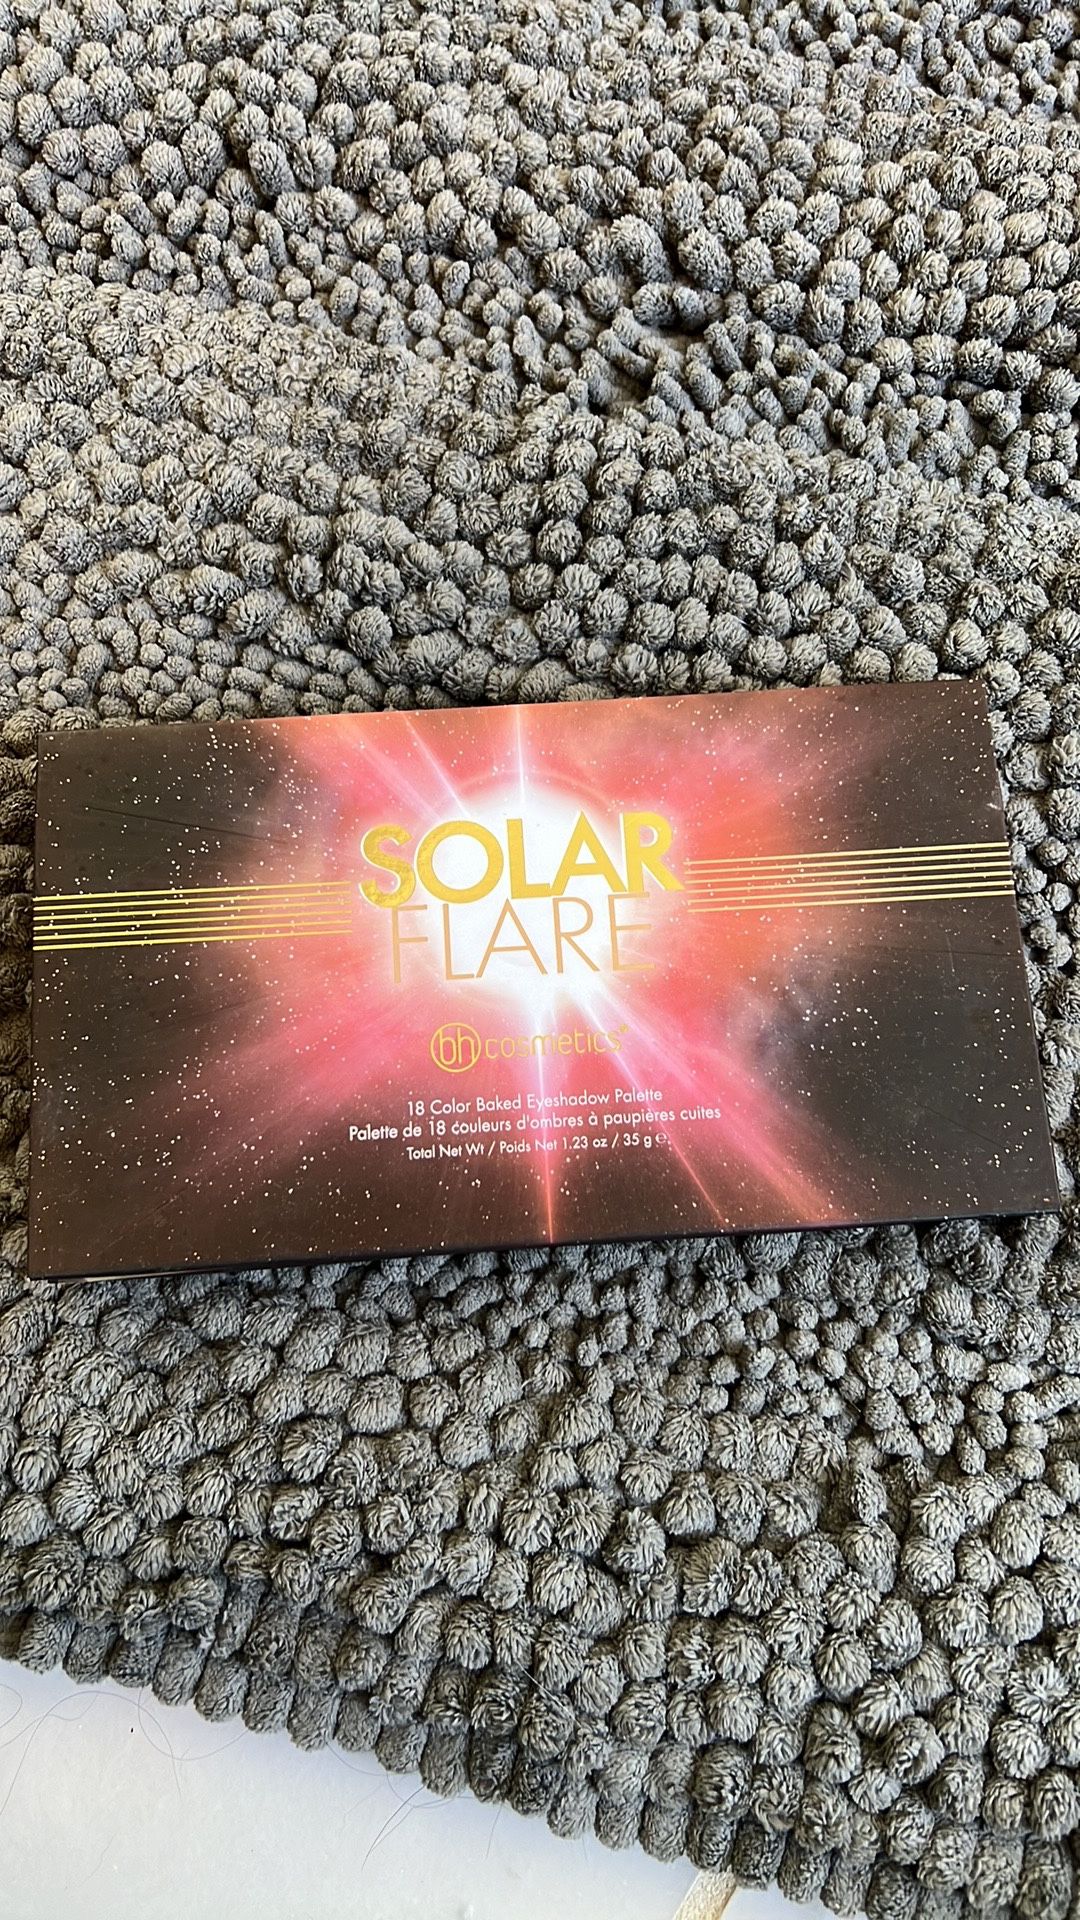 SOLAR
FLARE
bh cosmetics®
18 Color Baked Eyeshadow Palette
Palette de 18 couleurs d'ombres à paupières cuites
Total Net Wt / Poids Net 1.23 oz / 35 g ℮